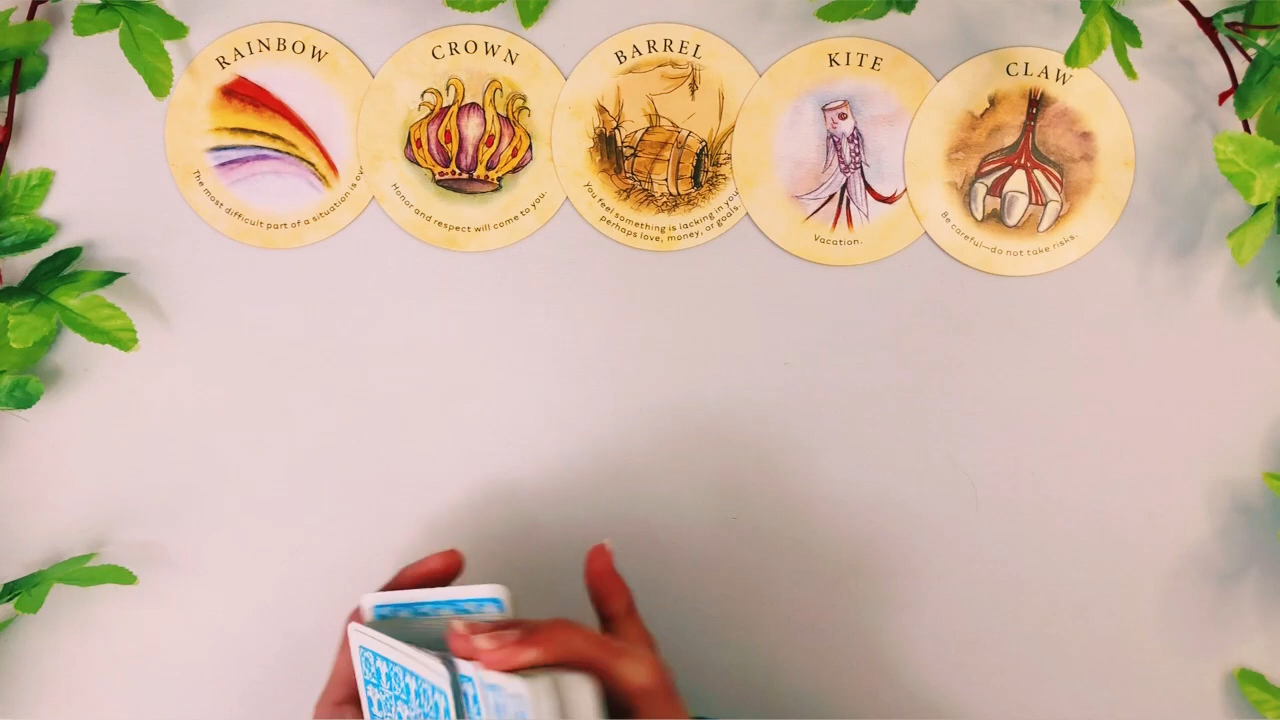 RAINBOW
The most difficult part of a situation is
CROWN
Honor and respect will come to you.
BARREL
You feel something is lacking in
perhaps love, money, or goals.
KITE
Vacation.
CLAW
Be careful—do not take risks.